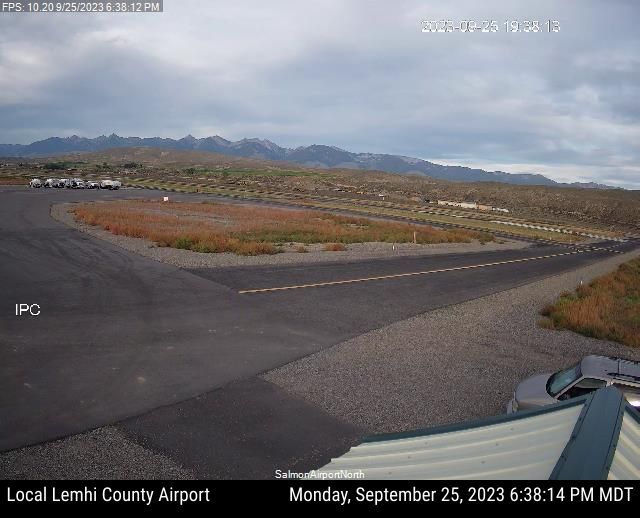 FPS: 10.20 9/25/2023 6:38:12 PM
2023-09-25 19:38:13
IPC
SalmonAirportNorth
Local Lemhi County Airport
Monday, September 25, 2023 6:38:14 PM MDT